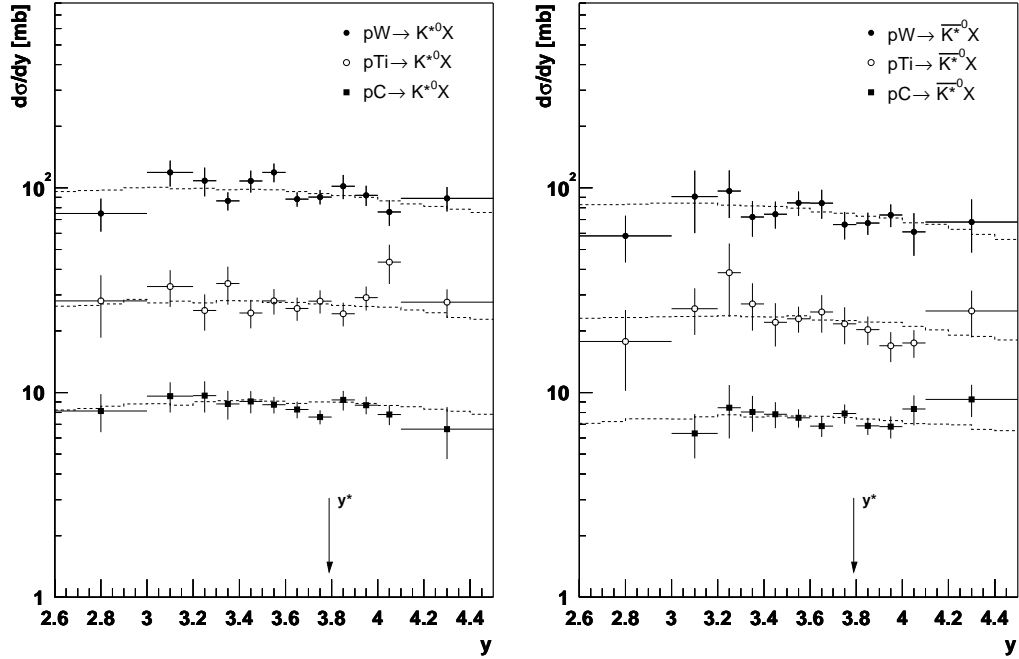 dσ/dy [mb]
pW→ K*⁰X
pTi→ K*⁰X
pC→ K*⁰X
10²
10
1
y*
2.6 2.8 3 3.2 3.4 3.6 3.8 4 4.2 4.4
y
dσ/dy [mb]
pW→ K̅*̅⁰X
pTi→ K̅*̅⁰X
pC→ K̅*̅⁰X
10²
10
1
y*
2.6 2.8 3 3.2 3.4 3.6 3.8 4 4.2 4.4
y